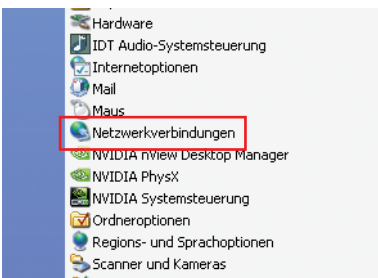 Hardware
IDT Audio-Systemsteuerung
Internetoptionen
Mail
Maus
Netzwerkverbindungen
NVIDIA nView Desktop Manager
NVIDIA PhysX
NVIDIA Systemsteuerung
Ordneroptionen
Regions- und Sprachoptionen
Scanner und Kameras